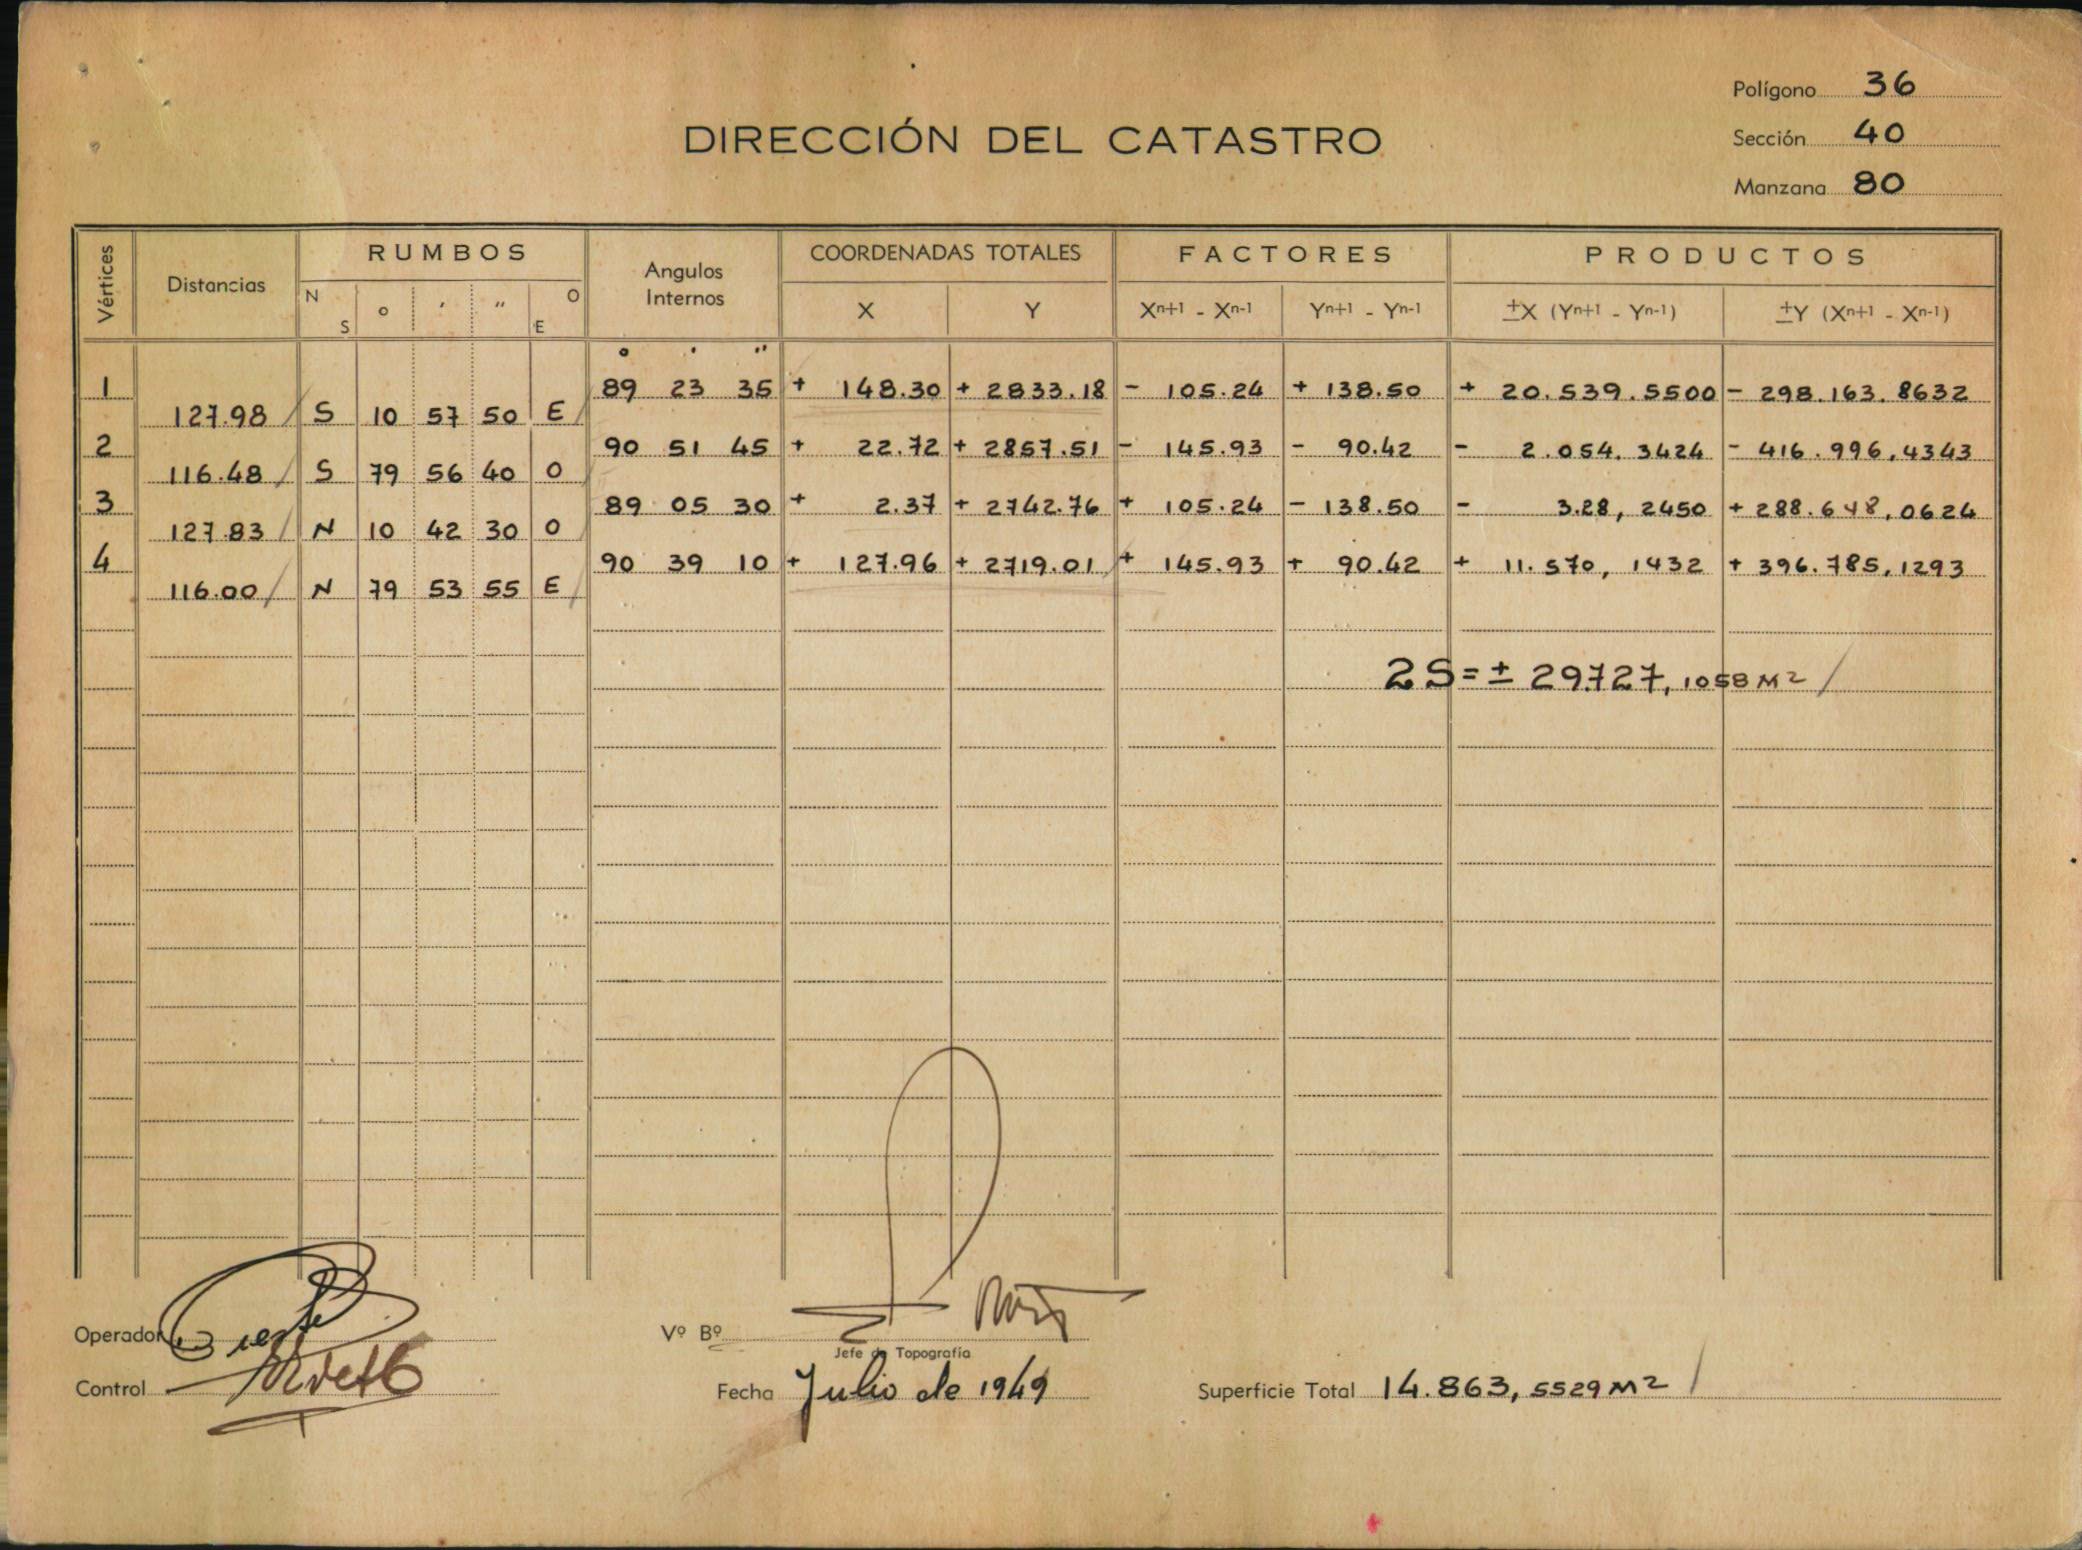 Polígono 36
DIRECCIÓN DEL CATASTRO
Sección 40
Manzana 80
Vértices Distancias RUMBOS Angulos Internos COORDENADAS TOTALES FACTORES PRODUCTOS
N S ° ' " O E X Y Xn+1 - Xn-1 Yn+1 - Yn-1 ±X (Yn+1 - Yn-1) ±Y (Xn+1 - Xn-1)
° ' "
1 89 23 35 + 148.30 + 2833.18 - 105.24 + 138.50 + 20.539.5500 - 298.163.8632
127.98 S 10 57 50 E
2 90 51 45 + 22.72 + 2857.51 - 145.93 - 90.42 - 2.054.3424 - 416.996,4343
116.48 S 79 56 40 O
3 89 05 30 + 2.37 + 2742.76 + 105.24 - 138.50 - 3.28,2450 + 288.648,0624
127.83 N 10 42 30 O
4 90 39 10 + 127.96 + 2719.01 + 145.93 + 90.42 + 11.570,1432 + 396.785,1293
116.00 N 79 53 55 E
2S=± 29.727,1058 M2
Operador
Vº Bº
Jefe de Topografía
Control
Fecha Julio de 1949
Superficie Total 14.863,5529 M2